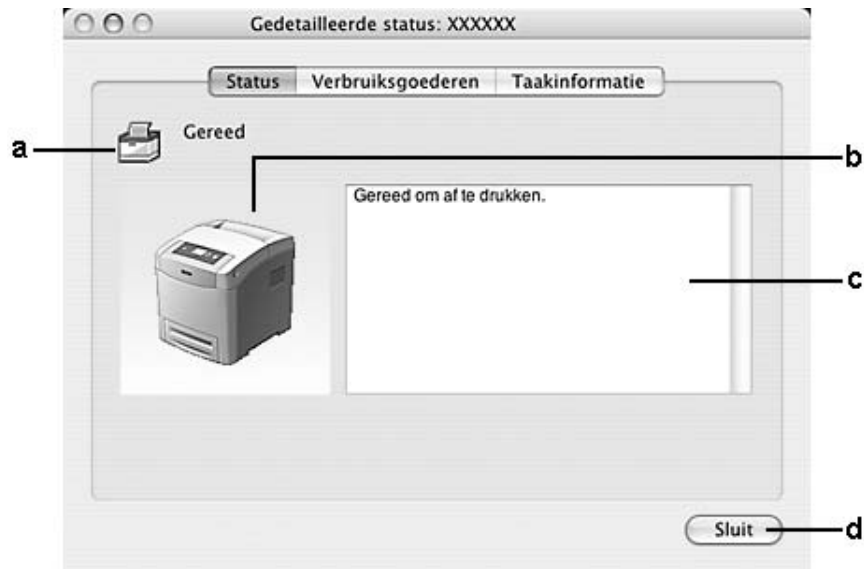 Gedetailleerde status: XXXXXX
Status Verbruiksgoederen Taakinformatie
a
Gereed
b
Gereed om af te drukken.
c
Sluit
d